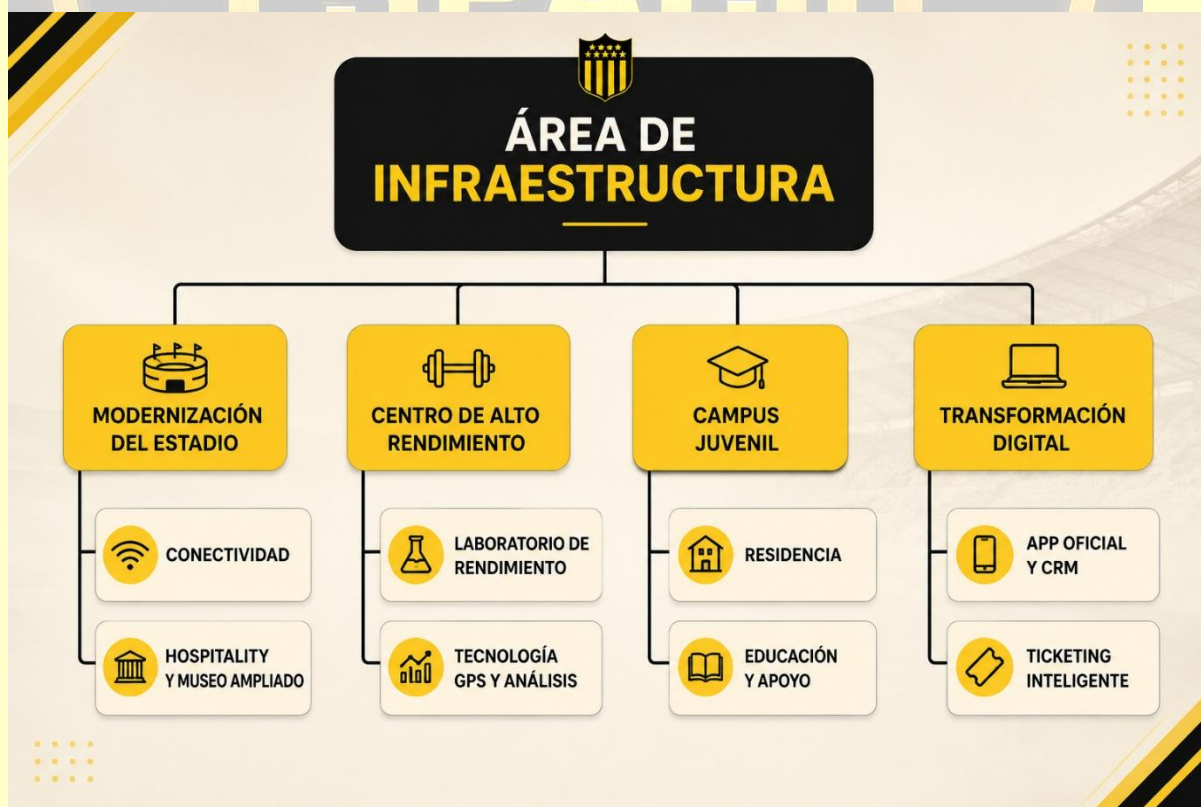 ÁREA DE
INFRAESTRUCTURA
MODERNIZACIÓN
DEL ESTADIO
CENTRO DE ALTO
RENDIMIENTO
CAMPUS
JUVENIL
TRANSFORMACIÓN
DIGITAL
CONECTIVIDAD
LABORATORIO DE
RENDIMIENTO
RESIDENCIA
APP OFICIAL
Y CRM
HOSPITALITY
Y MUSEO AMPLIADO
TECNOLOGÍA
GPS Y ANÁLISIS
EDUCACIÓN
Y APOYO
TICKETING
INTELIGENTE